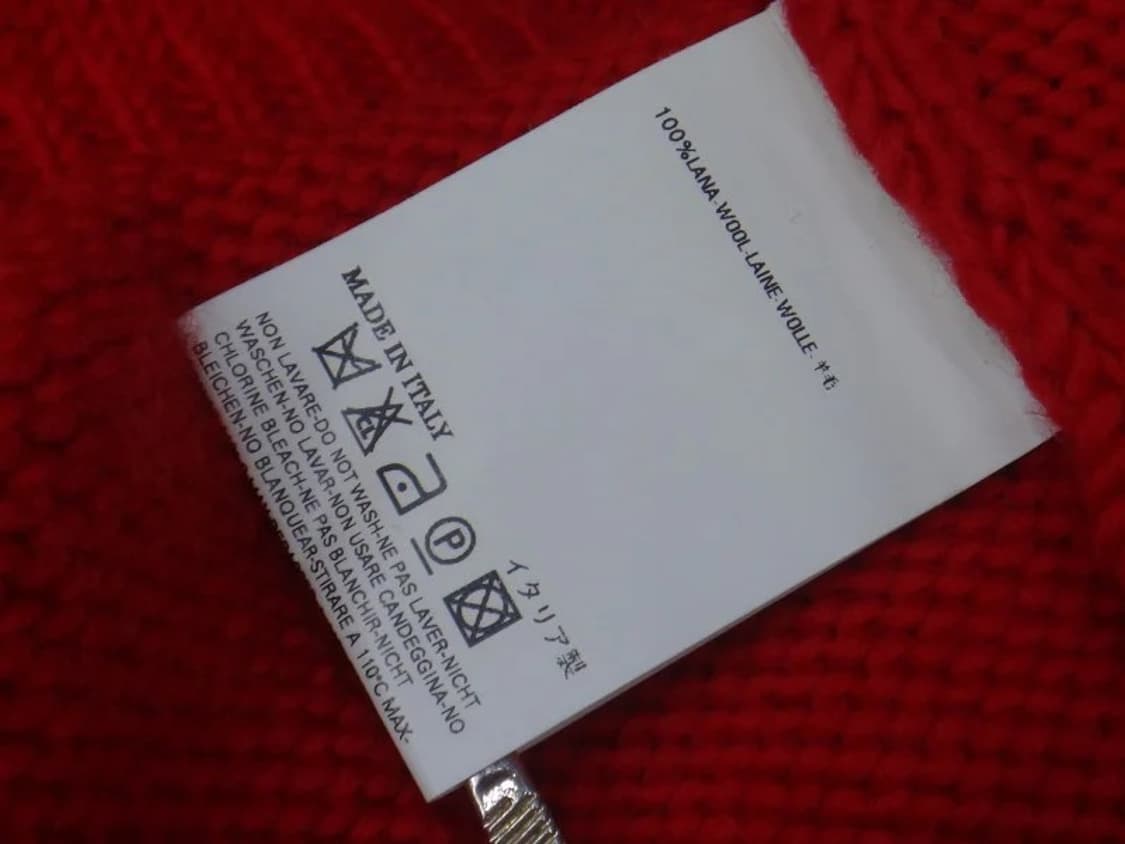 100%LANA-WOOL-LAINE-WOLLE-羊毛
MADE IN ITALY
イタリア製
CL P
NON LAVARE-DO NOT WASH-NE PAS LAVER-NICHT
WASCHEN-NO LAVAR-NON USARE CANDEGGINA-NO
CHLORINE BLEACH-NE PAS BLANCHIR-NICHT
BLEICHEN-NO BLANQUEAR-STIRARE A 110°C MAX-